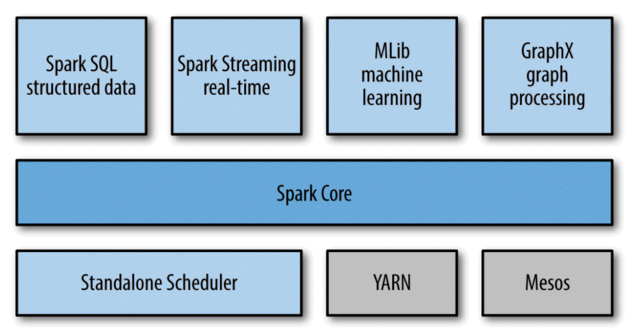 Spark SQL
structured data
Spark Streaming
real-time
MLib
machine
learning
GraphX
graph
processing
Spark Core
Standalone Scheduler
YARN
Mesos